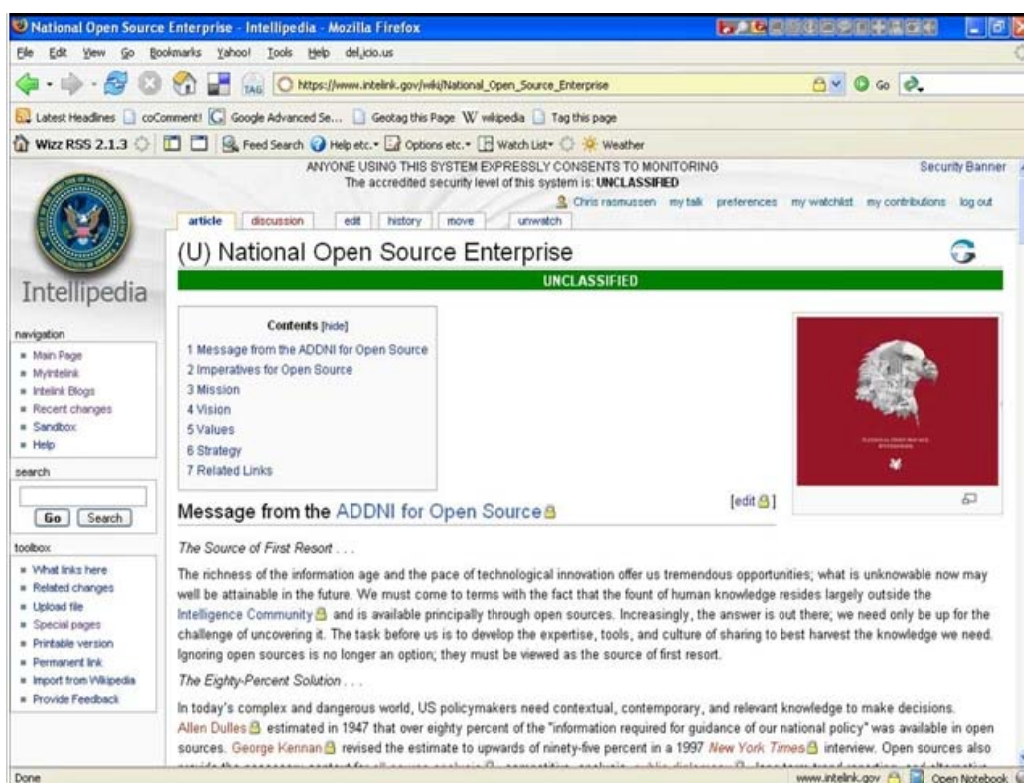 National Open Source Enterprise - Intellipedia - Mozilla Firefox
File Edit View Go Bookmarks Yahoo! Tools Help del.icio.us
TAG https://www.intelink.gov/wiki/National_Open_Source_Enterprise Go
Latest Headlines coComment! Google Advanced Se... Geotag this Page W wikipedia Tag this page
Wizz RSS 2.1.3 Feed Search Help etc. Options etc. Watch List Weather
ANYONE USING THIS SYSTEM EXPRESSLY CONSENTS TO MONITORING Security Banner
The accredited security level of this system is: UNCLASSIFIED
Chris rasmussen my talk preferences my watchlist my contributions log out
article discussion edit history move unwatch
(U) National Open Source Enterprise
UNCLASSIFIED
Intellipedia
navigation
Main Page
MyIntelink
Intelink Blogs
Recent changes
Sandbox
Help
search
Go Search
toolbox
What links here
Related changes
Upload file
Special pages
Printable version
Permanent link
Import from Wikipedia
Provide Feedback
Contents [hide]
1 Message from the ADDNI for Open Source
2 Imperatives for Open Source
3 Mission
4 Vision
5 Values
6 Strategy
7 Related Links
Message from the ADDNI for Open Source [edit]
The Source of First Resort . . .
The richness of the information age and the pace of technological innovation offer us tremendous opportunities; what is unknowable now may
well be attainable in the future. We must come to terms with the fact that the fount of human knowledge resides largely outside the
Intelligence Community and is available principally through open sources. Increasingly, the answer is out there; we need only be up for the
challenge of uncovering it. The task before us is to develop the expertise, tools, and culture of sharing to best harvest the knowledge we need.
Ignoring open sources is no longer an option; they must be viewed as the source of first resort.
The Eighty-Percent Solution . . .
In today's complex and dangerous world, US policymakers need contextual, contemporary, and relevant knowledge to make decisions.
Allen Dulles estimated in 1947 that over eighty percent of the "information required for guidance of our national policy" was available in open
sources. George Kennan revised the estimate to upwards of ninety-five percent in a 1997 New York Times interview. Open sources also
Done www.intelink.gov Open Notebook